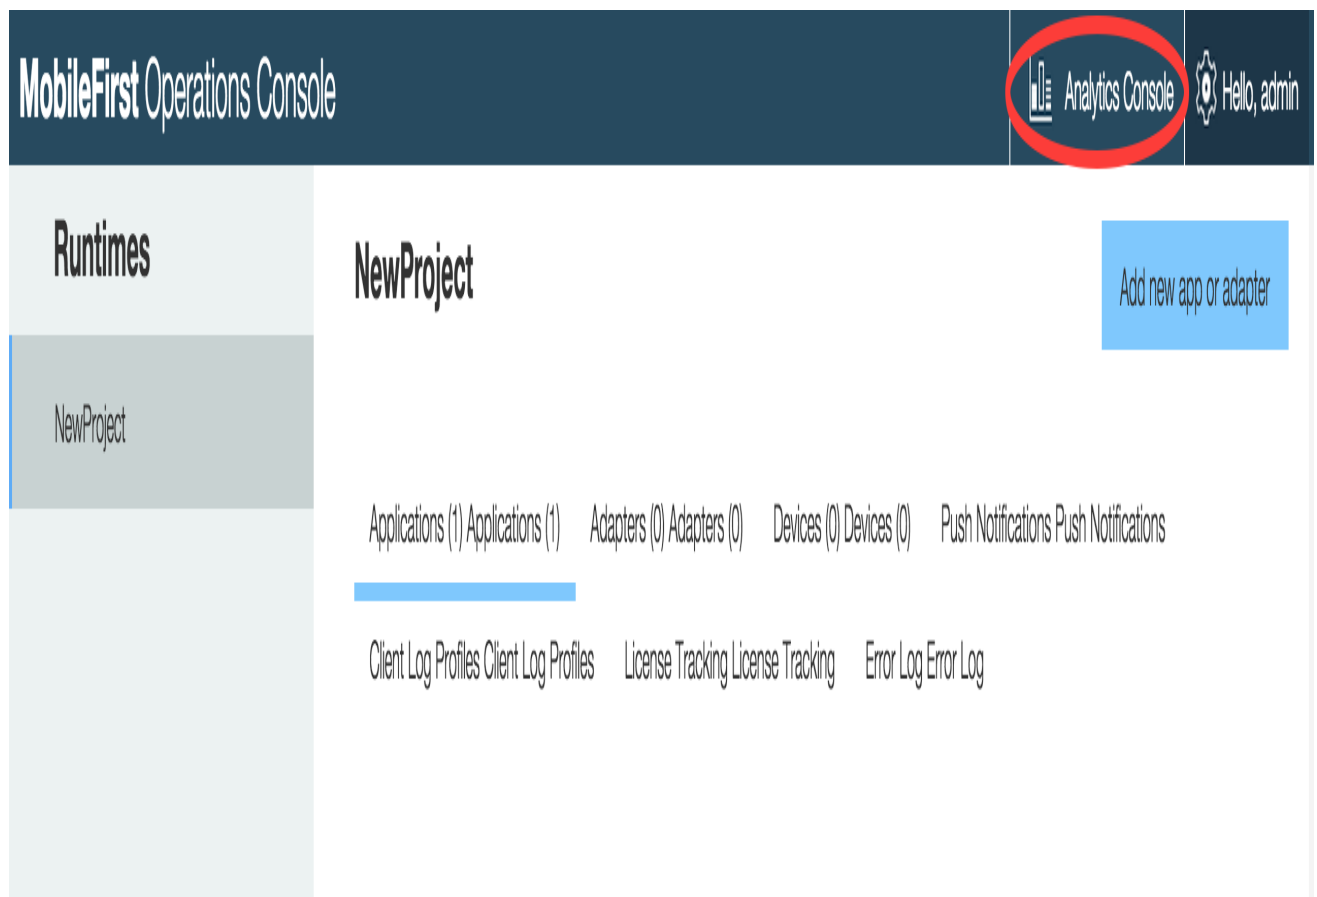 MobileFirst Operations Console
Analytics Console
Hello, admin
Runtimes
NewProject
NewProject
Add new app or adapter
Applications (1) Applications (1) Adapters (0) Adapters (0) Devices (0) Devices (0) Push Notifications Push Notifications
Client Log Profiles Client Log Profiles License Tracking License Tracking Error Log Error Log